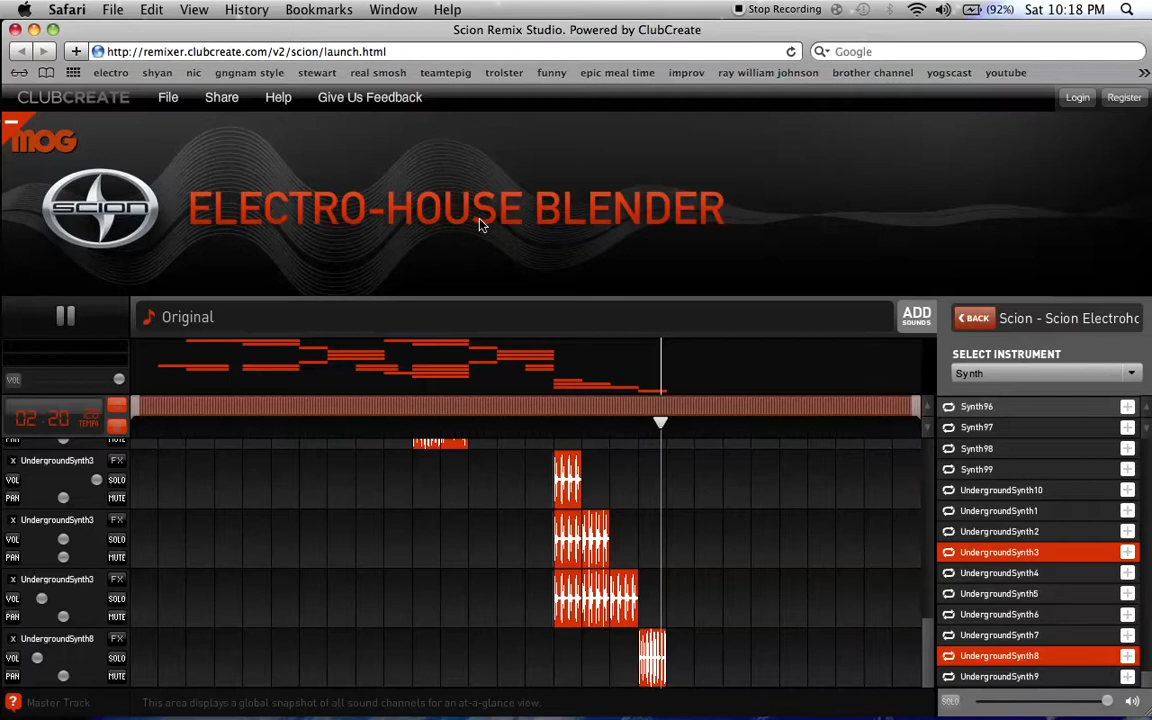 Safari File Edit View History Bookmarks Window Help Stop Recording (92%) Sat 10:18 PM
Scion Remix Studio. Powered by ClubCreate
http://remixer.clubcreate.com/v2/scion/launch.html Google
electro shyan nic gngnam style stewart real smosh teamtepig trolster funny epic meal time improv ray william johnson brother channel yogscast youtube
CLUBCREATE File Share Help Give Us Feedback Login Register
MOG
SCION ELECTRO-HOUSE BLENDER
Original ADD SOUNDS BACK Scion - Scion Electrohc
SELECT INSTRUMENT
VOL Synth
02 20 TEMPO
Synth96
MUTE
Synth97
UndergroundSynth3 FX
Synth98
VOL SOLO
Synth99
PAN MUTE
UndergroundSynth10
UndergroundSynth1
UndergroundSynth3 FX
UndergroundSynth2
VOL SOLO
UndergroundSynth3
PAN MUTE
UndergroundSynth4
UndergroundSynth3 FX
UndergroundSynth5
VOL SOLO
UndergroundSynth6
PAN MUTE
UndergroundSynth7
UndergroundSynth8 FX
UndergroundSynth8
VOL SOLO
UndergroundSynth9
PAN MUTE
? Master Track This area displays a global snapshot of all sound channels for an at-a-glance view. SOLO